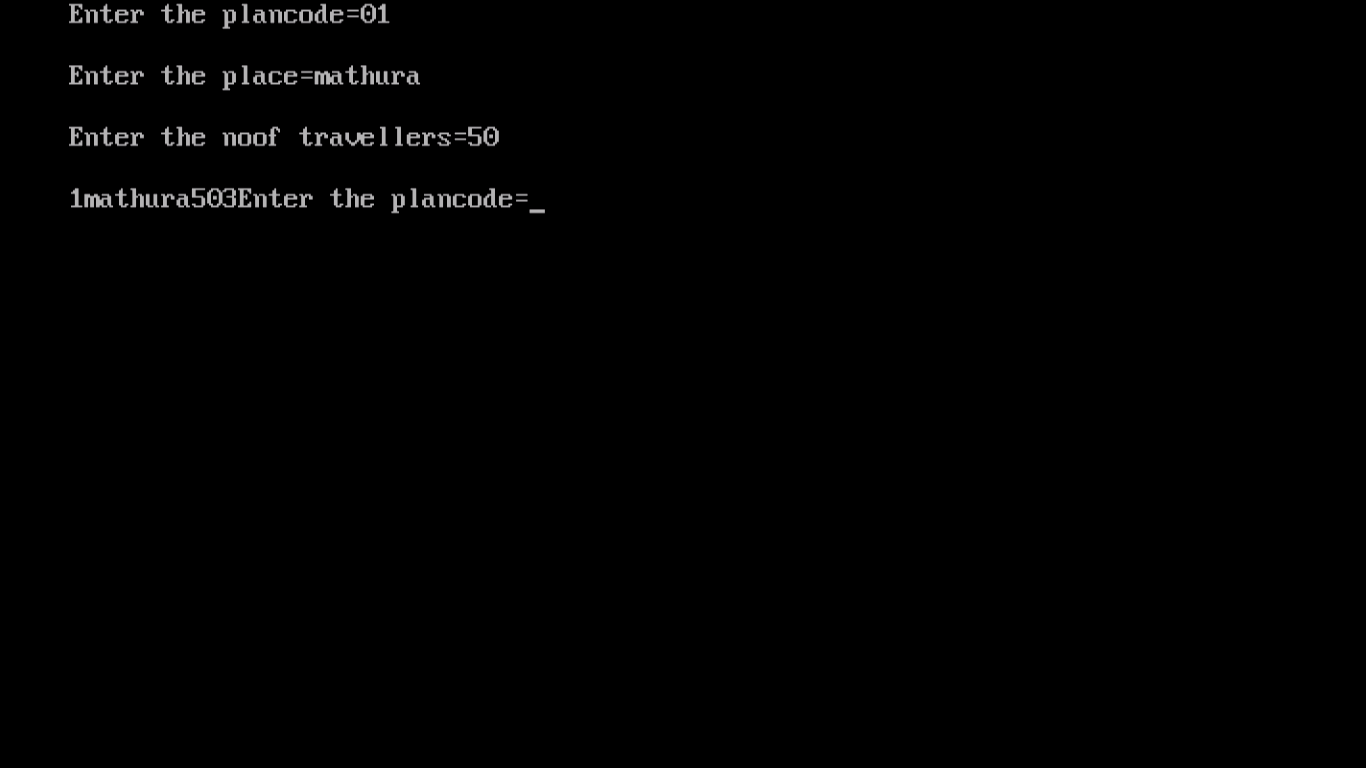 Enter the plancode=01
Enter the place=mathura
Enter the noof travellers=50
1mathura503Enter the plancode=_